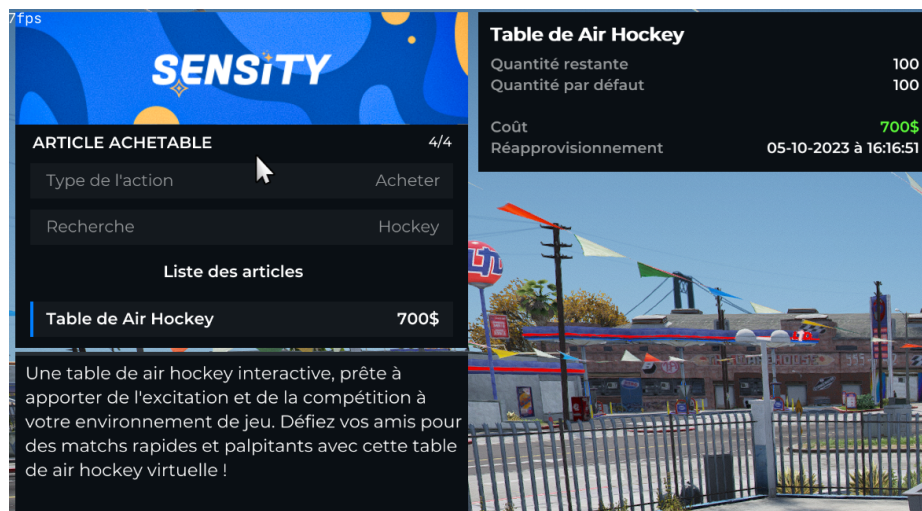 7fps
SENSiTY
ARTICLE ACHETABLE 4/4
Type de l'action Acheter
Recherche Hockey
Liste des articles
Table de Air Hockey 700$
Une table de air hockey interactive, prête à
apporter de l'excitation et de la compétition à
votre environnement de jeu. Défiez vos amis pour
des matchs rapides et palpitants avec cette table
de air hockey virtuelle !
Table de Air Hockey
Quantité restante 100
Quantité par défaut 100
Coût 700$
Réapprovisionnement 05-10-2023 à 16:16:51